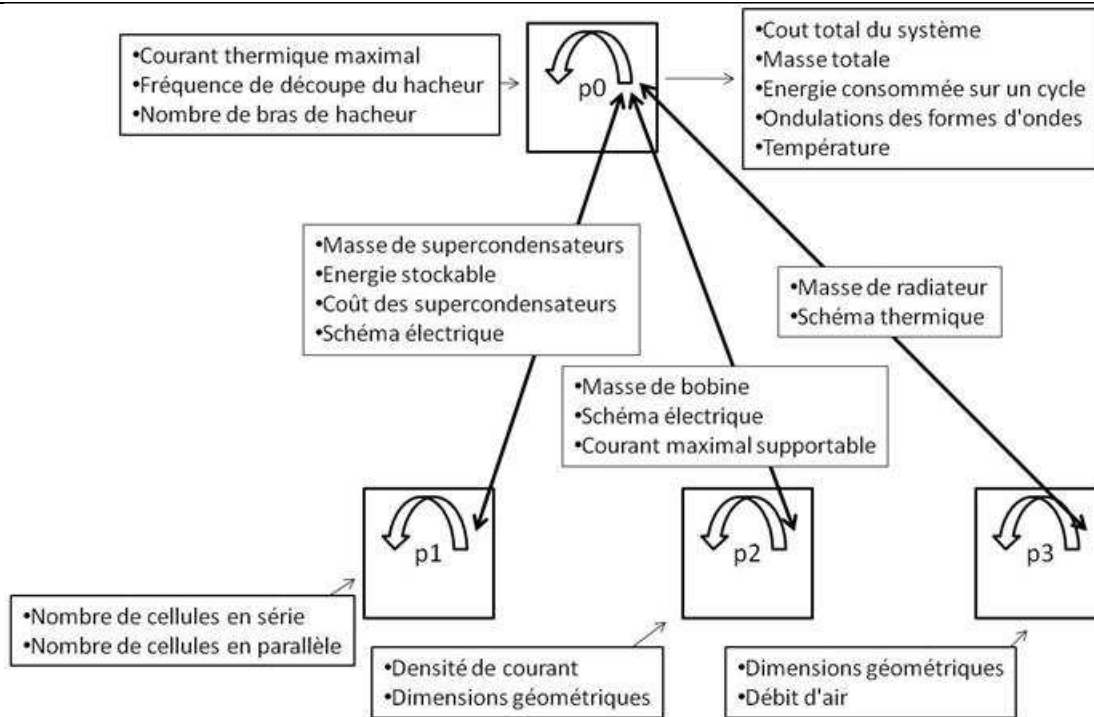 •Courant thermique maximal
•Fréquence de découpe du hacheur
•Nombre de bras de hacheur
p0
•Cout total du système
•Masse totale
•Energie consommée sur un cycle
•Ondulations des formes d'ondes
•Température
•Masse de supercondensateurs
•Energie stockable
•Coût des supercondensateurs
•Schéma électrique
•Masse de radiateur
•Schéma thermique
•Masse de bobine
•Schéma électrique
•Courant maximal supportable
p1
p2
p3
•Nombre de cellules en série
•Nombre de cellules en parallèle
•Densité de courant
•Dimensions géométriques
•Dimensions géométriques
•Débit d'air